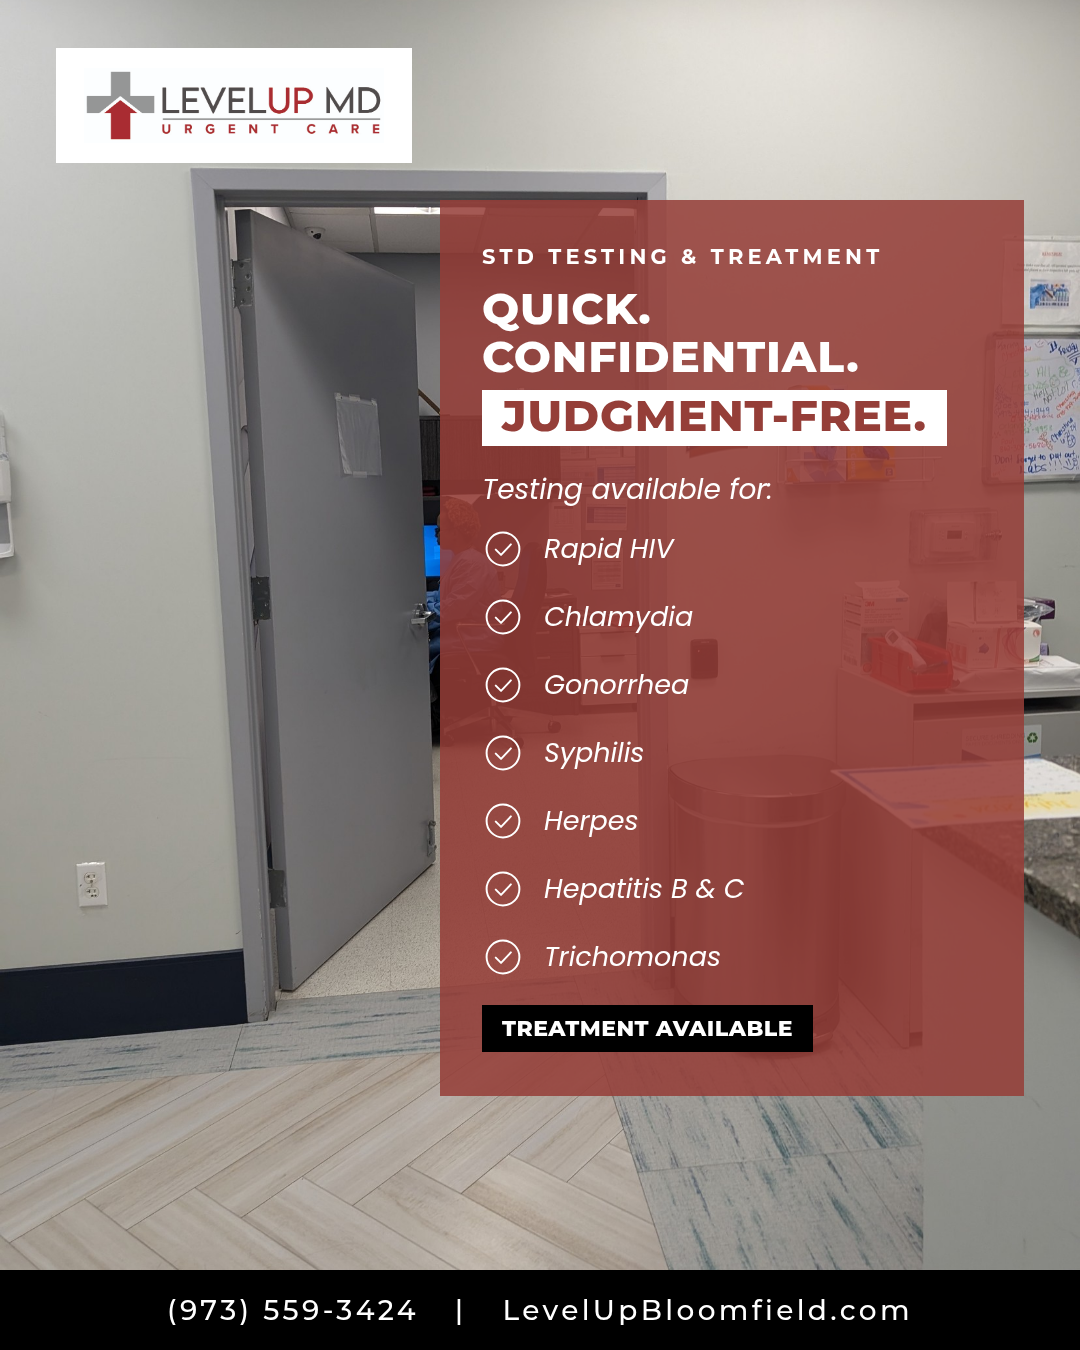 LEVELUP MD
URGENT CARE
STD TESTING & TREATMENT
QUICK.
CONFIDENTIAL.
JUDGMENT-FREE.
Testing available for:
Rapid HIV
Chlamydia
Gonorrhea
Syphilis
Herpes
Hepatitis B & C
Trichomonas
TREATMENT AVAILABLE
(973) 559-3424 | LevelUpBloomfield.com